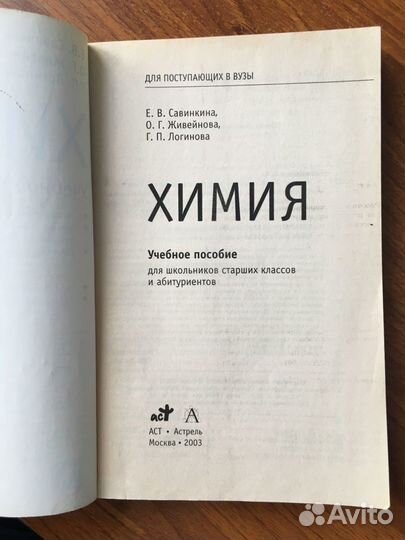 ДЛЯ ПОСТУПАЮЩИХ В ВУЗЫ
Е. В. Савинкина,
О. Г. Живейнова,
Г. П. Логинова
ХИМИЯ
Учебное пособие
для школьников старших классов
и абитуриентов
аст А
АСТ • Астрель
Москва • 2003
Avito